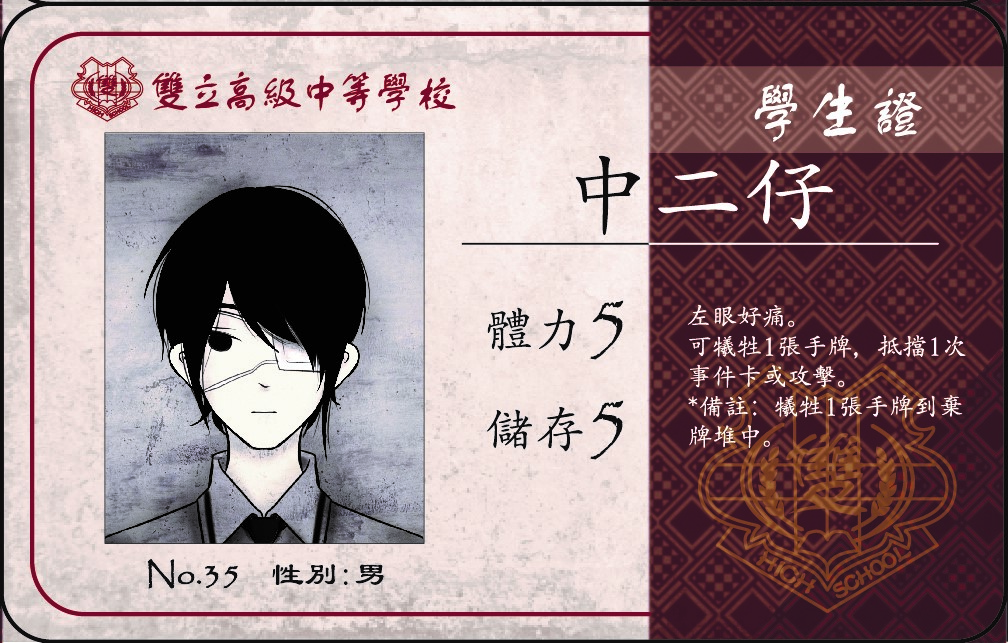 雙立高級中等學校
學生證
中二仔
體力5
儲存5
左眼好痛。
可犧牲1張手牌，抵擋1次
事件卡或攻擊。
*備註：犧牲1張手牌到棄
牌堆中。
雙
HIGH SCHOOL
No.35 性別:男